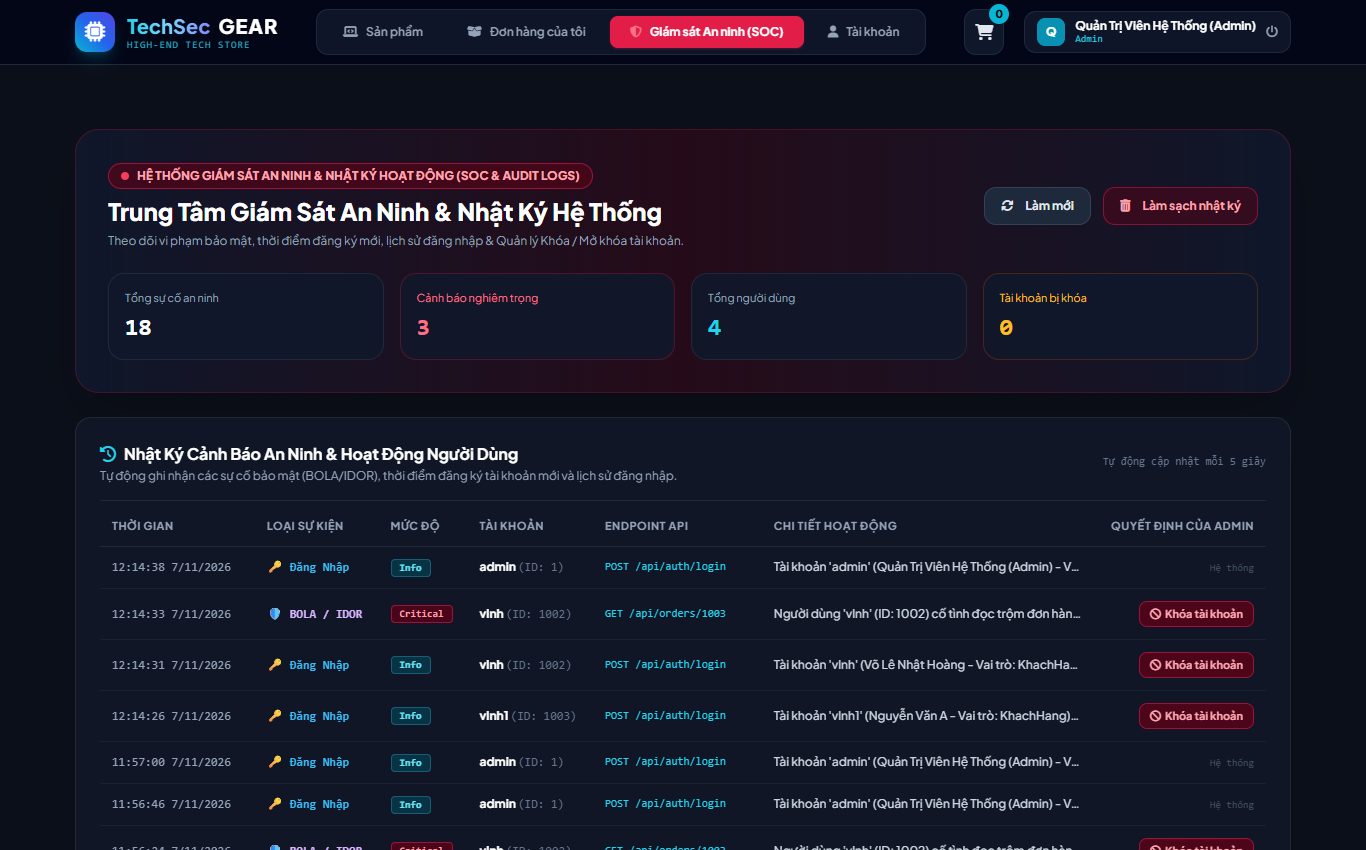 TechSec GEAR
HIGH-END TECH STORE
Sản phẩm
Đơn hàng của tôi
Giám sát An ninh (SOC)
Tài khoản
0
Q
Quản Trị Viên Hệ Thống (Admin)
Admin
HỆ THỐNG GIÁM SÁT AN NINH & NHẬT KÝ HOẠT ĐỘNG (SOC & AUDIT LOGS)
Trung Tâm Giám Sát An Ninh & Nhật Ký Hệ Thống
Theo dõi vi phạm bảo mật, thời điểm đăng ký mới, lịch sử đăng nhập & Quản lý Khóa / Mở khóa tài khoản.
Làm mới
Làm sạch nhật ký
Tổng sự cố an ninh
18
Cảnh báo nghiêm trọng
3
Tổng người dùng
4
Tài khoản bị khóa
0
Nhật Ký Cảnh Báo An Ninh & Hoạt Động Người Dùng
Tự động ghi nhận các sự cố bảo mật (BOLA/IDOR), thời điểm đăng ký tài khoản mới và lịch sử đăng nhập.
Tự động cập nhật mỗi 5 giây
THỜI GIAN LOẠI SỰ KIỆN MỨC ĐỘ TÀI KHOẢN ENDPOINT API CHI TIẾT HOẠT ĐỘNG QUYẾT ĐỊNH CỦA ADMIN
12:14:38 7/11/2026 Đăng Nhập Info admin (ID: 1) POST /api/auth/login Tài khoản 'admin' (Quản Trị Viên Hệ Thống (Admin) - V... Hệ thống
12:14:33 7/11/2026 BOLA / IDOR Critical vlnh (ID: 1002) GET /api/orders/1003 Người dùng 'vlnh' (ID: 1002) cố tình đọc trộm đơn hàn... Khóa tài khoản
12:14:31 7/11/2026 Đăng Nhập Info vlnh (ID: 1002) POST /api/auth/login Tài khoản 'vlnh' (Võ Lê Nhật Hoàng - Vai trò: KhachHa... Khóa tài khoản
12:14:26 7/11/2026 Đăng Nhập Info vlnh1 (ID: 1003) POST /api/auth/login Tài khoản 'vlnh1' (Nguyễn Văn A - Vai trò: KhachHang)... Khóa tài khoản
11:57:00 7/11/2026 Đăng Nhập Info admin (ID: 1) POST /api/auth/login Tài khoản 'admin' (Quản Trị Viên Hệ Thống (Admin) - V... Hệ thống
11:56:46 7/11/2026 Đăng Nhập Info admin (ID: 1) POST /api/auth/login Tài khoản 'admin' (Quản Trị Viên Hệ Thống (Admin) - V... Hệ thống